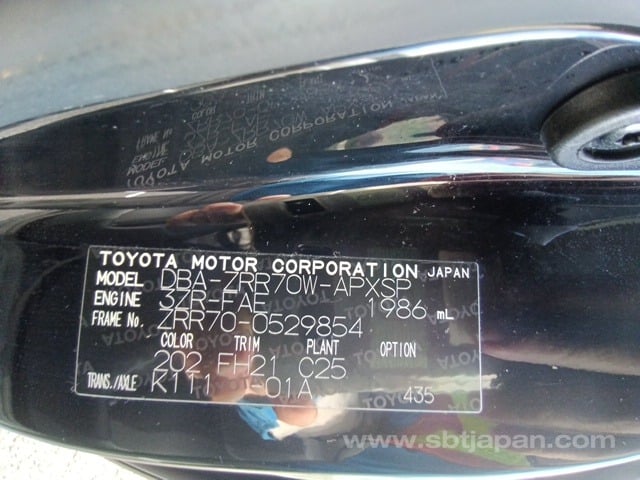 TOYOTA MOTOR CORPORATION JAPAN
MODEL DBA-ZRR70W-APXSP
ENGINE 3ZR-FAE 1986 mL
FRAME No. ZRR70-0529854
COLOR TRIM PLANT OPTION
202 FH21 C25
TRANS./AXLE K111 -01A 435
www.sbtjapan.com